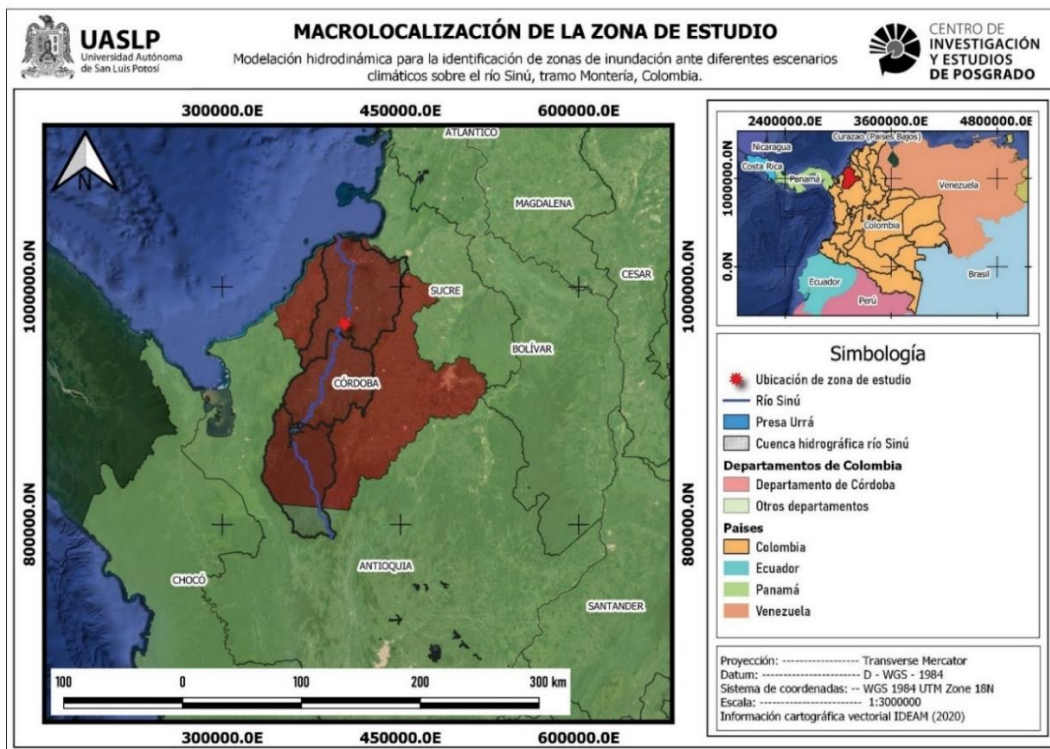 UASLP
Universidad Autónoma
de San Luis Potosí
MACROLOCALIZACIÓN DE LA ZONA DE ESTUDIO
Modelación hidrodinámica para la identificación de zonas de inundación ante diferentes escenarios
climáticos sobre el río Sinú, tramo Montería, Colombia.
CENTRO DE
INVESTIGACIÓN
Y ESTUDIOS
DE POSGRADO
300000.0E 450000.0E 600000.0E
1000000.0N
800000.0N
N
ATLANTICO
MAGDALENA
CESAR
SUCRE
BOLÍVAR
CÓRDOBA
ANTIOQUIA
CHOCÓ
SANTANDER
100 0 100 200 300 km
1000000.0N
800000.0N
300000.0E 450000.0E 600000.0E
2400000.0E 3600000.0E 4800000.0E
1000000.0N
0.0N
Curazao (Países Bajos)
Nicaragua
Costa Rica
Panamá
Venezuela
Colombia
Ecuador
Perú
Brasil
Simbología
Ubicación de zona de estudio
Río Sinú
Presa Urrá
Cuenca hidrográfica río Sinú
Departamentos de Colombia
Departamento de Córdoba
Otros departamentos
Paises
Colombia
Ecuador
Panamá
Venezuela
Proyección: ------------------ Transverse Mercator
Datum: ---------------------- D - WGS - 1984
Sistema de coordenadas: -- WGS 1984 UTM Zone 18N
Escala: ---------------------- 1:3000000
Información cartográfica vectorial IDEAM (2020)